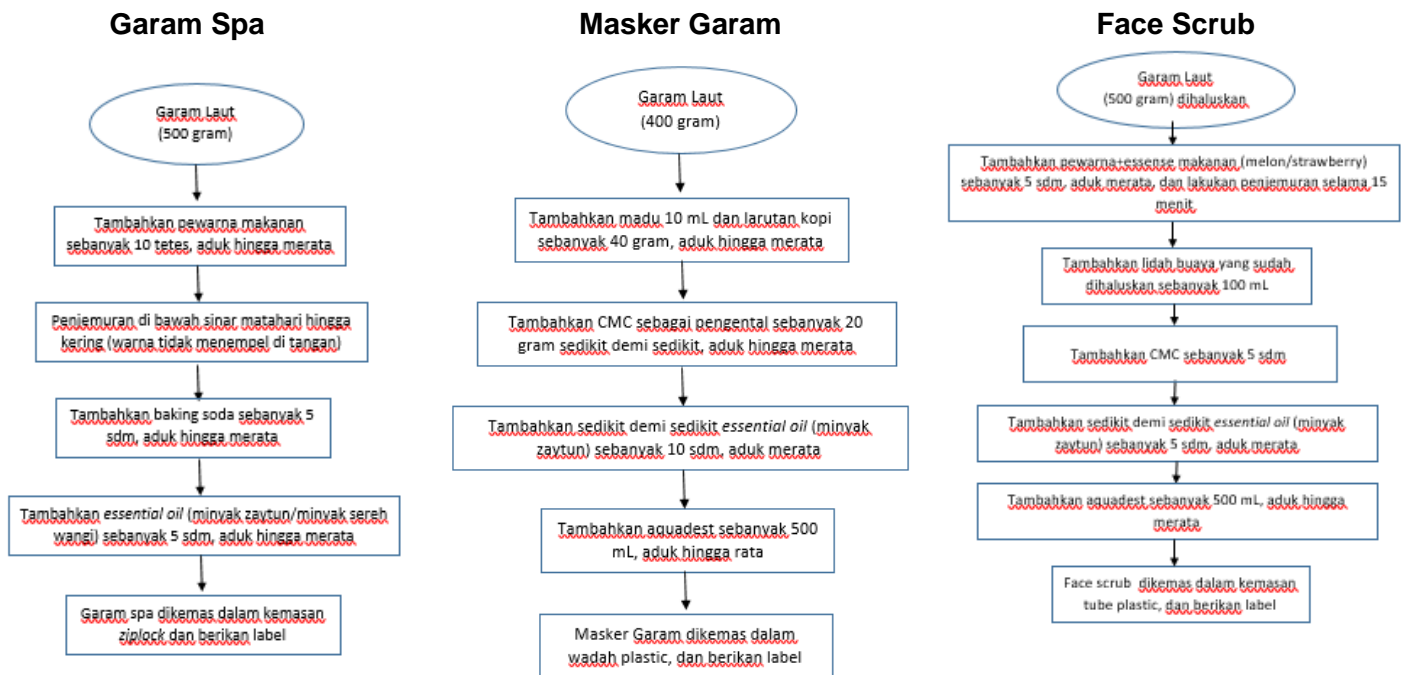 Garam Spa
Garam Laut
(500 gram)
Tambahkan pewarna makanan
sebanyak 10 tetes, aduk hingga merata
Penjemuran di bawah sinar matahari hingga
kering (warna tidak menempel di tangan)
Tambahkan baking soda sebanyak 5
sdm, aduk hingga merata
Tambahkan essential oil (minyak zaytun/minyak sereh
wangi) sebanyak 5 sdm, aduk hingga merata
Garam spa dikemas dalam kemasan
ziplock dan berikan label
Masker Garam
Garam Laut
(400 gram)
Tambahkan madu 10 mL dan larutan kopi
sebanyak 40 gram, aduk hingga merata
Tambahkan CMC sebagai pengental sebanyak 20
gram sedikit demi sedikit, aduk hingga merata
Tambahkan sedikit demi sedikit essential oil (minyak
zaytun) sebanyak 10 sdm, aduk merata
Tambahkan aquadest sebanyak 500
mL, aduk hingga rata
Masker Garam dikemas dalam
wadah plastic, dan berikan label
Face Scrub
Garam Laut
(500 gram) dihaluskan
Tambahkan pewarna+essense makanan (melon/strawberry)
sebanyak 5 sdm, aduk merata, dan lakukan penjemuran selama 15
menit
Tambahkan lidah buaya yang sudah
dihaluskan sebanyak 100 mL
Tambahkan CMC sebanyak 5 sdm
Tambahkan sedikit demi sedikit essential oil (minyak
zaytun) sebanyak 5 sdm, aduk merata
Tambahkan aquadest sebanyak 500 mL, aduk hingga
merata
Face scrub dikemas dalam kemasan
tube plastic, dan berikan label